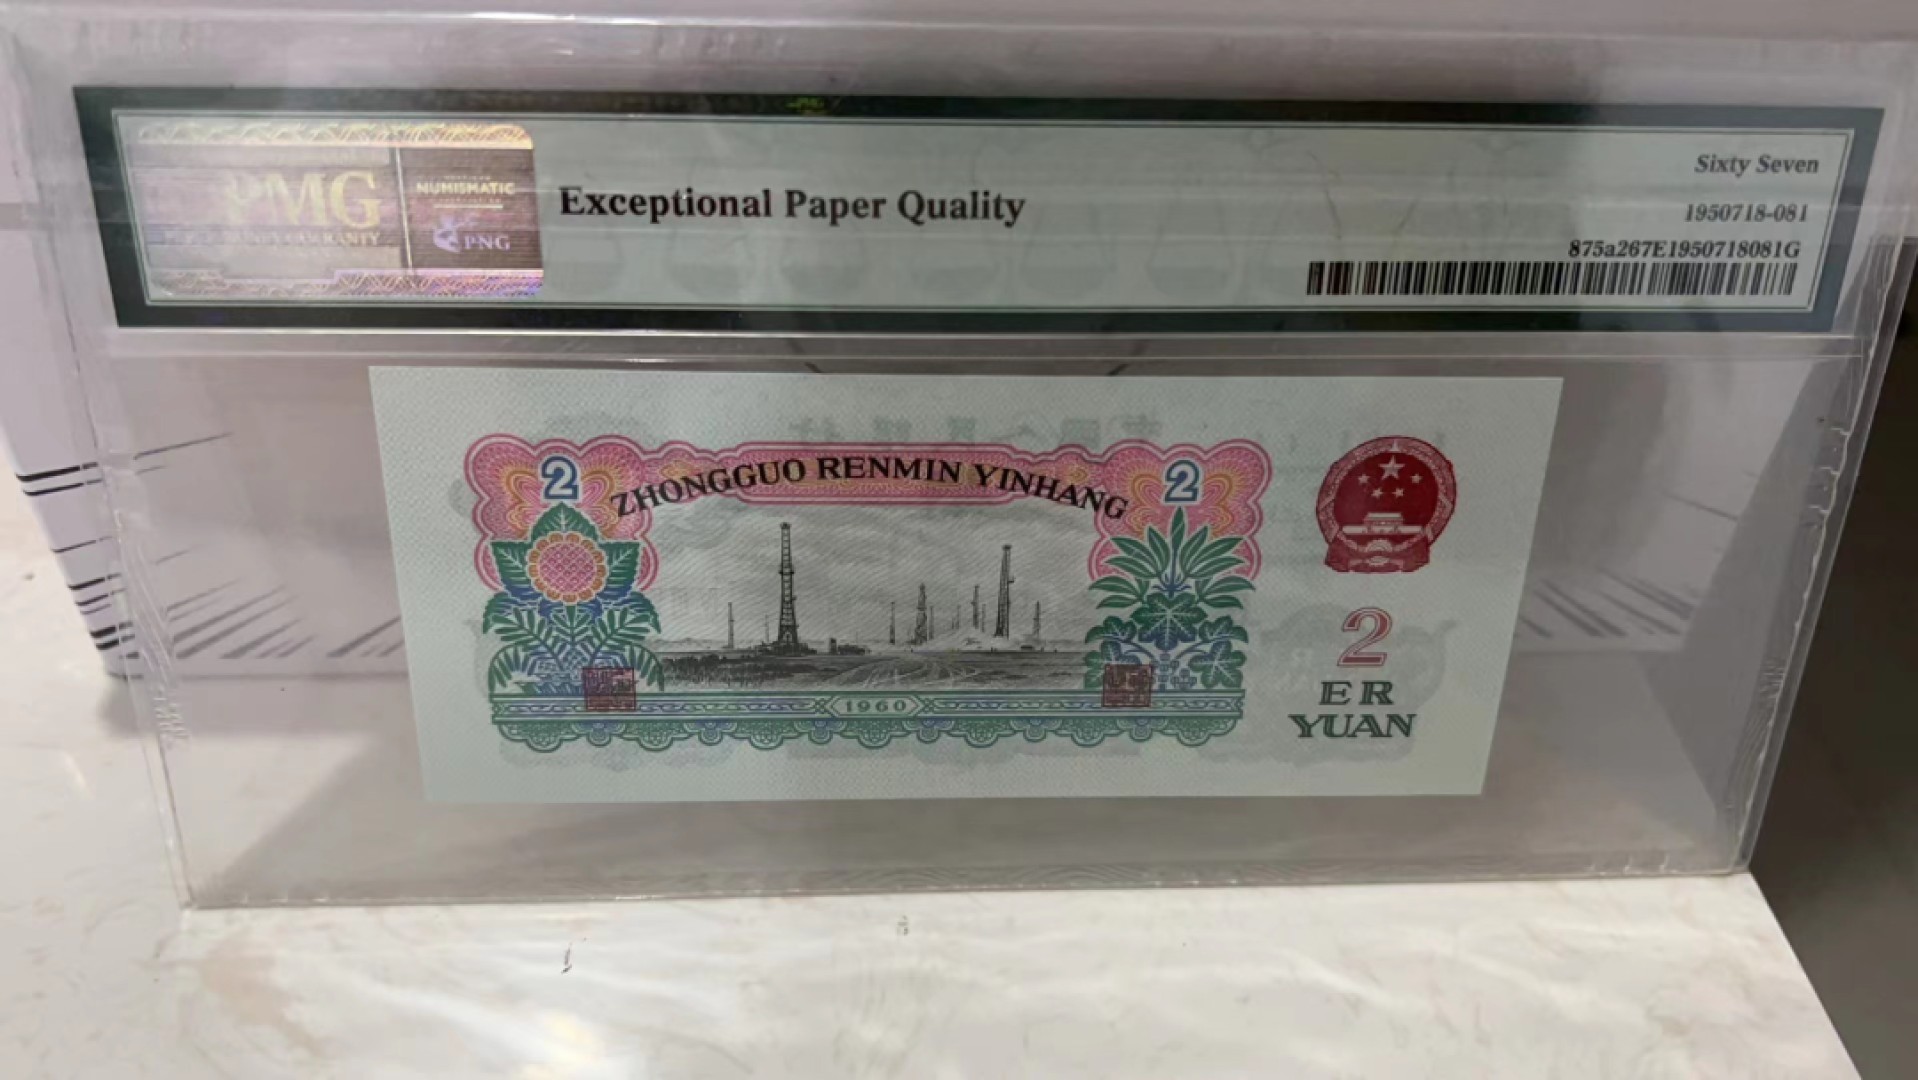 PMG
NUMISMATIC
PNG
Exceptional Paper Quality
Sixty Seven
1950718-081
875a267E1950718081G
2
ZHONGGUO RENMIN YINHANG
2
1960
2
ER
YUAN